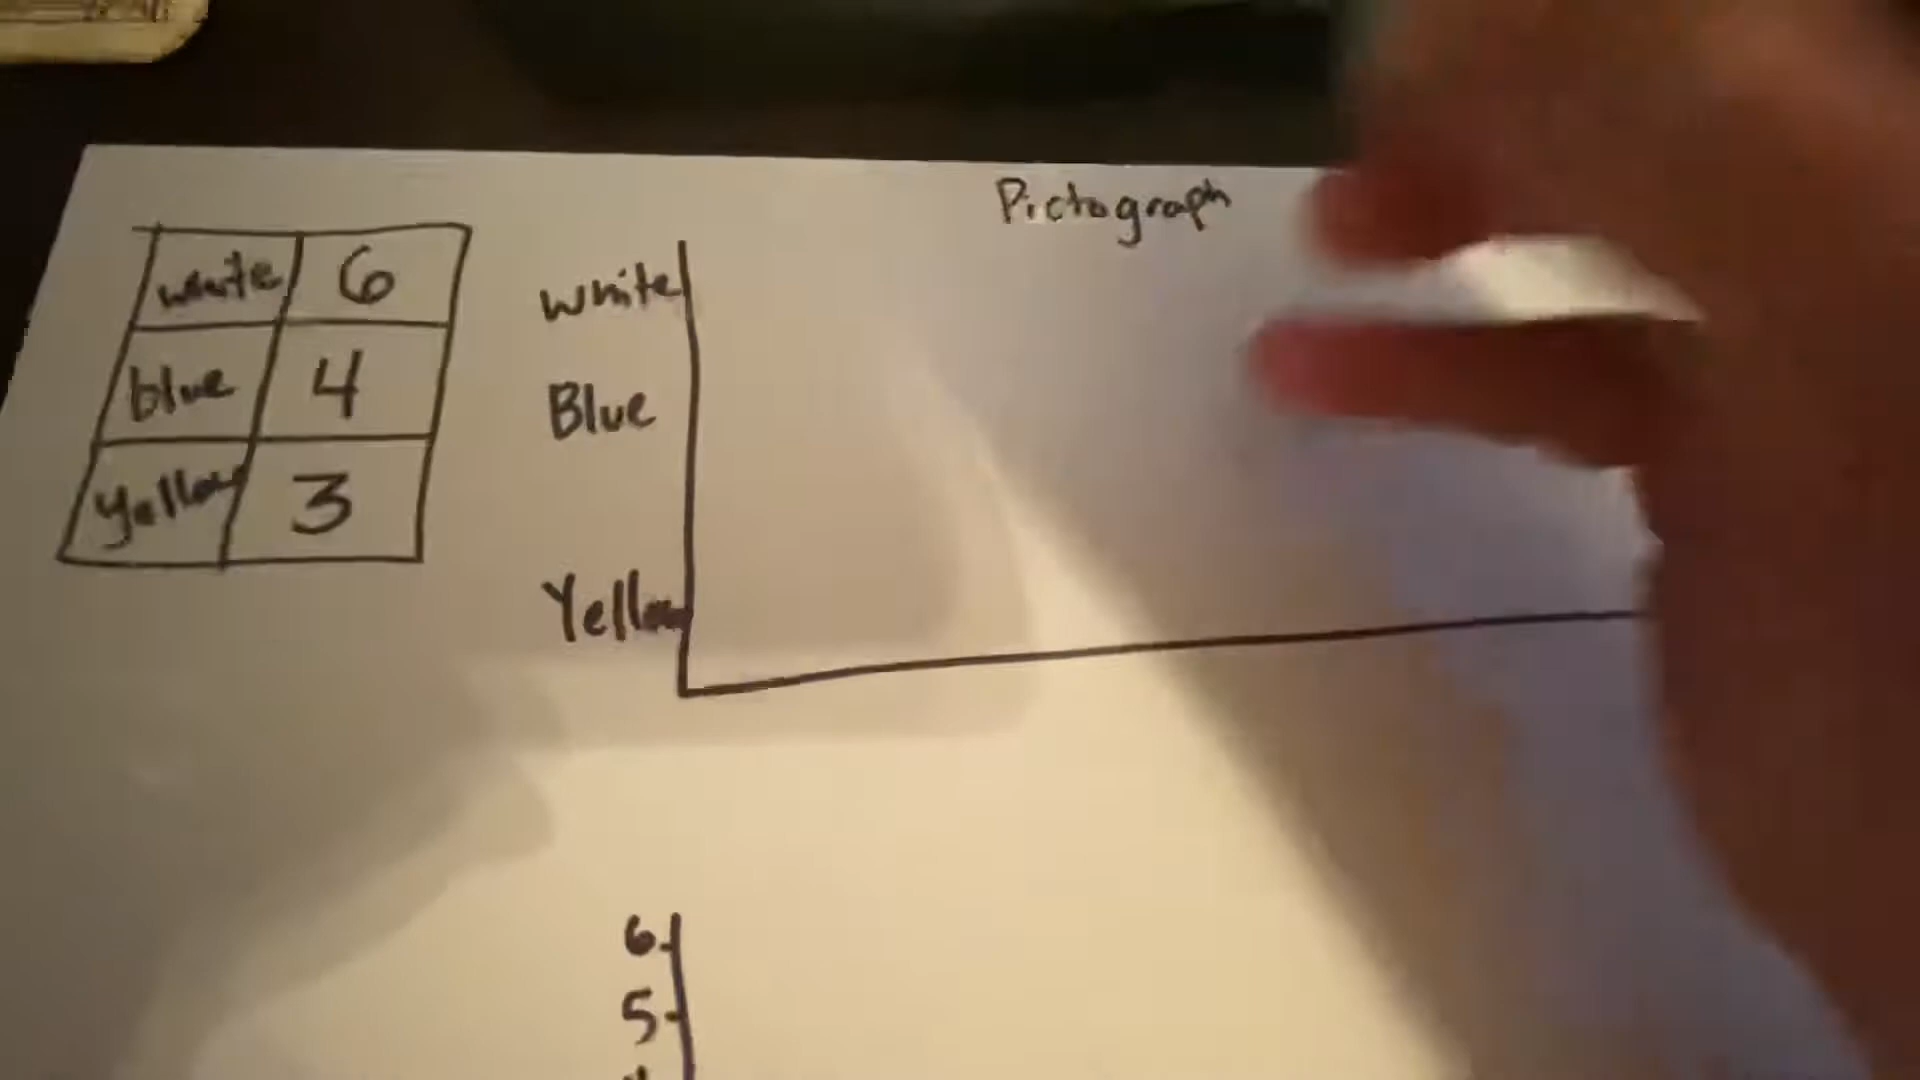 Pictograph
white 6
blue 4
yellow 3
white
Blue
Yellow
6
5